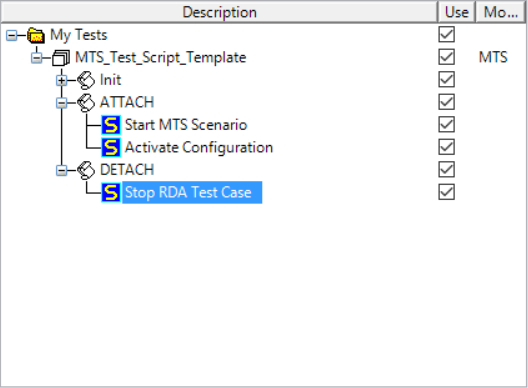 Description Use Mo...
My Tests
MTS_Test_Script_Template MTS
Init
ATTACH
S Start MTS Scenario
S Activate Configuration
DETACH
S Stop RDA Test Case